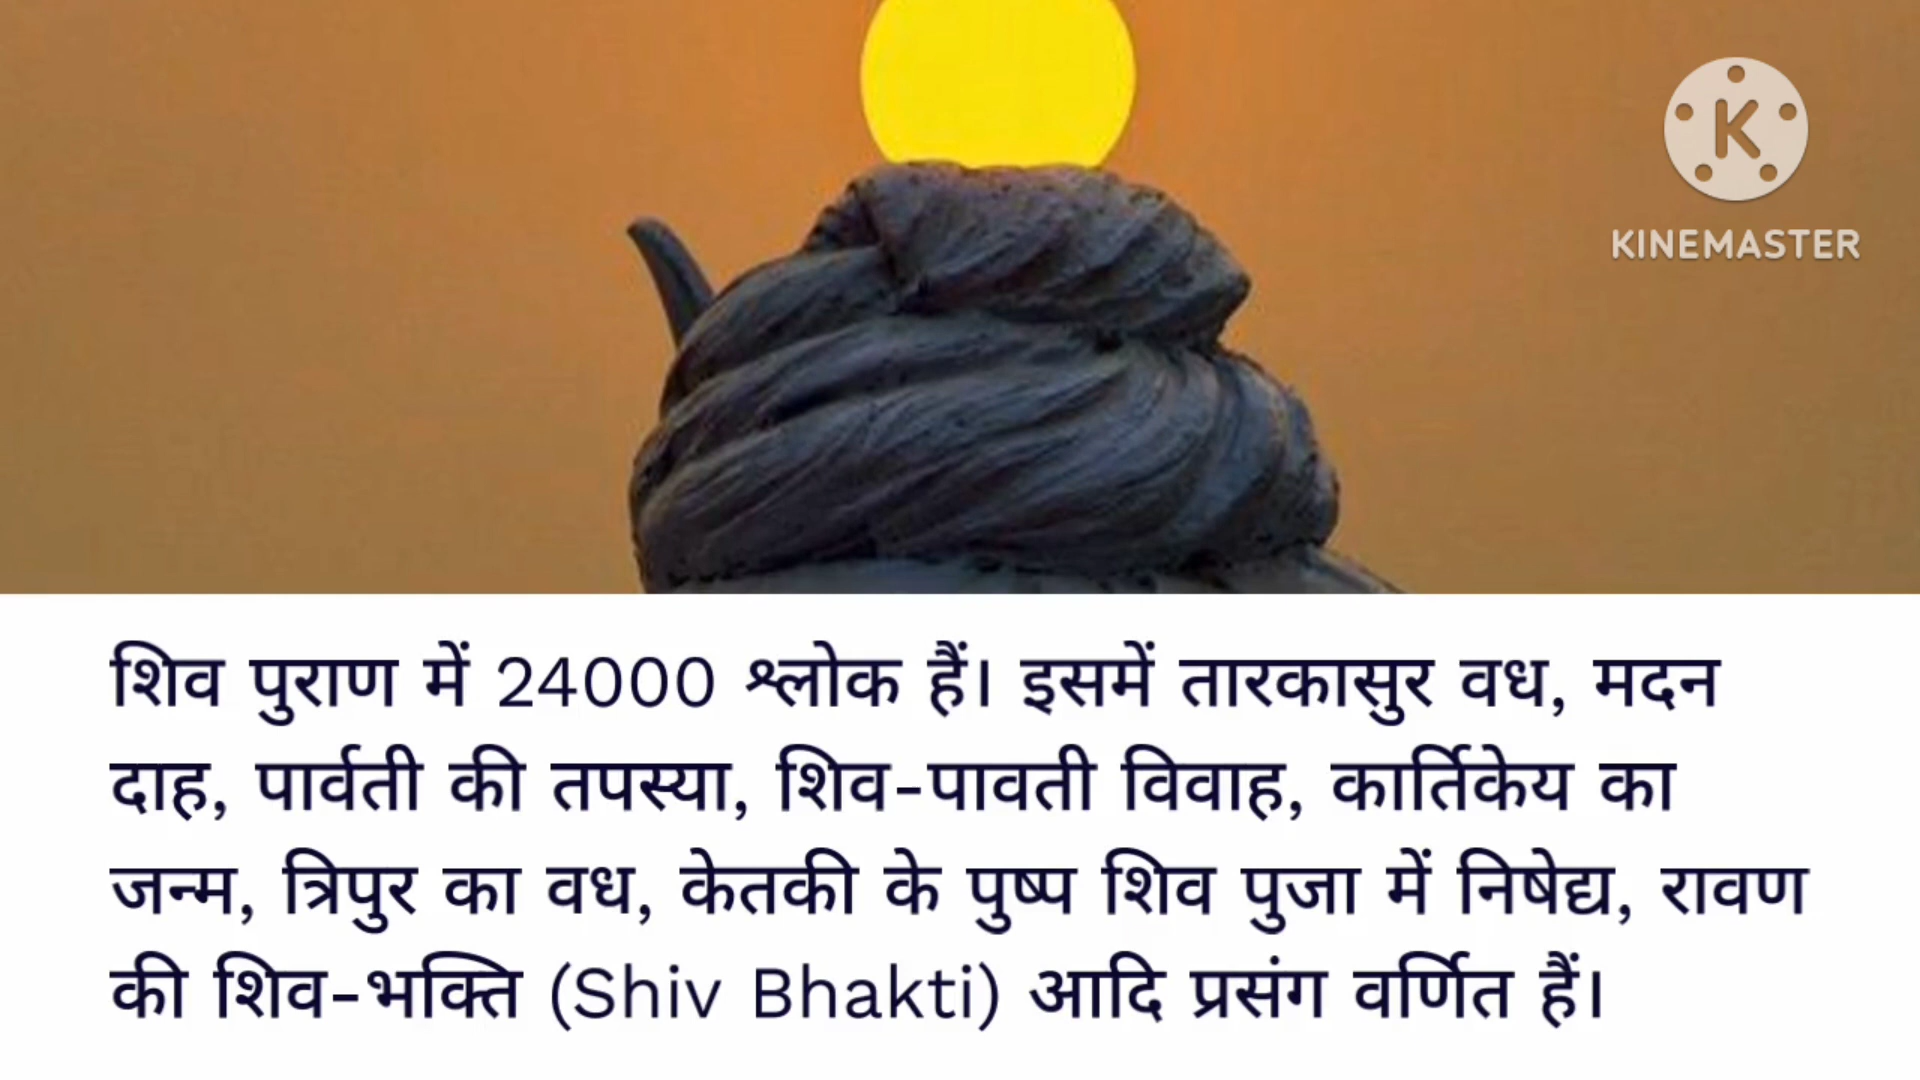 K
KINEMASTER
शिव पुराण में 24000 श्लोक हैं। इसमें तारकासुर वध, मदन
दाह, पार्वती की तपस्या, शिव-पावती विवाह, कार्तिकेय का
जन्म, त्रिपुर का वध, केतकी के पुष्प शिव पुजा में निषेद्य, रावण
की शिव-भक्ति (Shiv Bhakti) आदि प्रसंग वर्णित हैं।